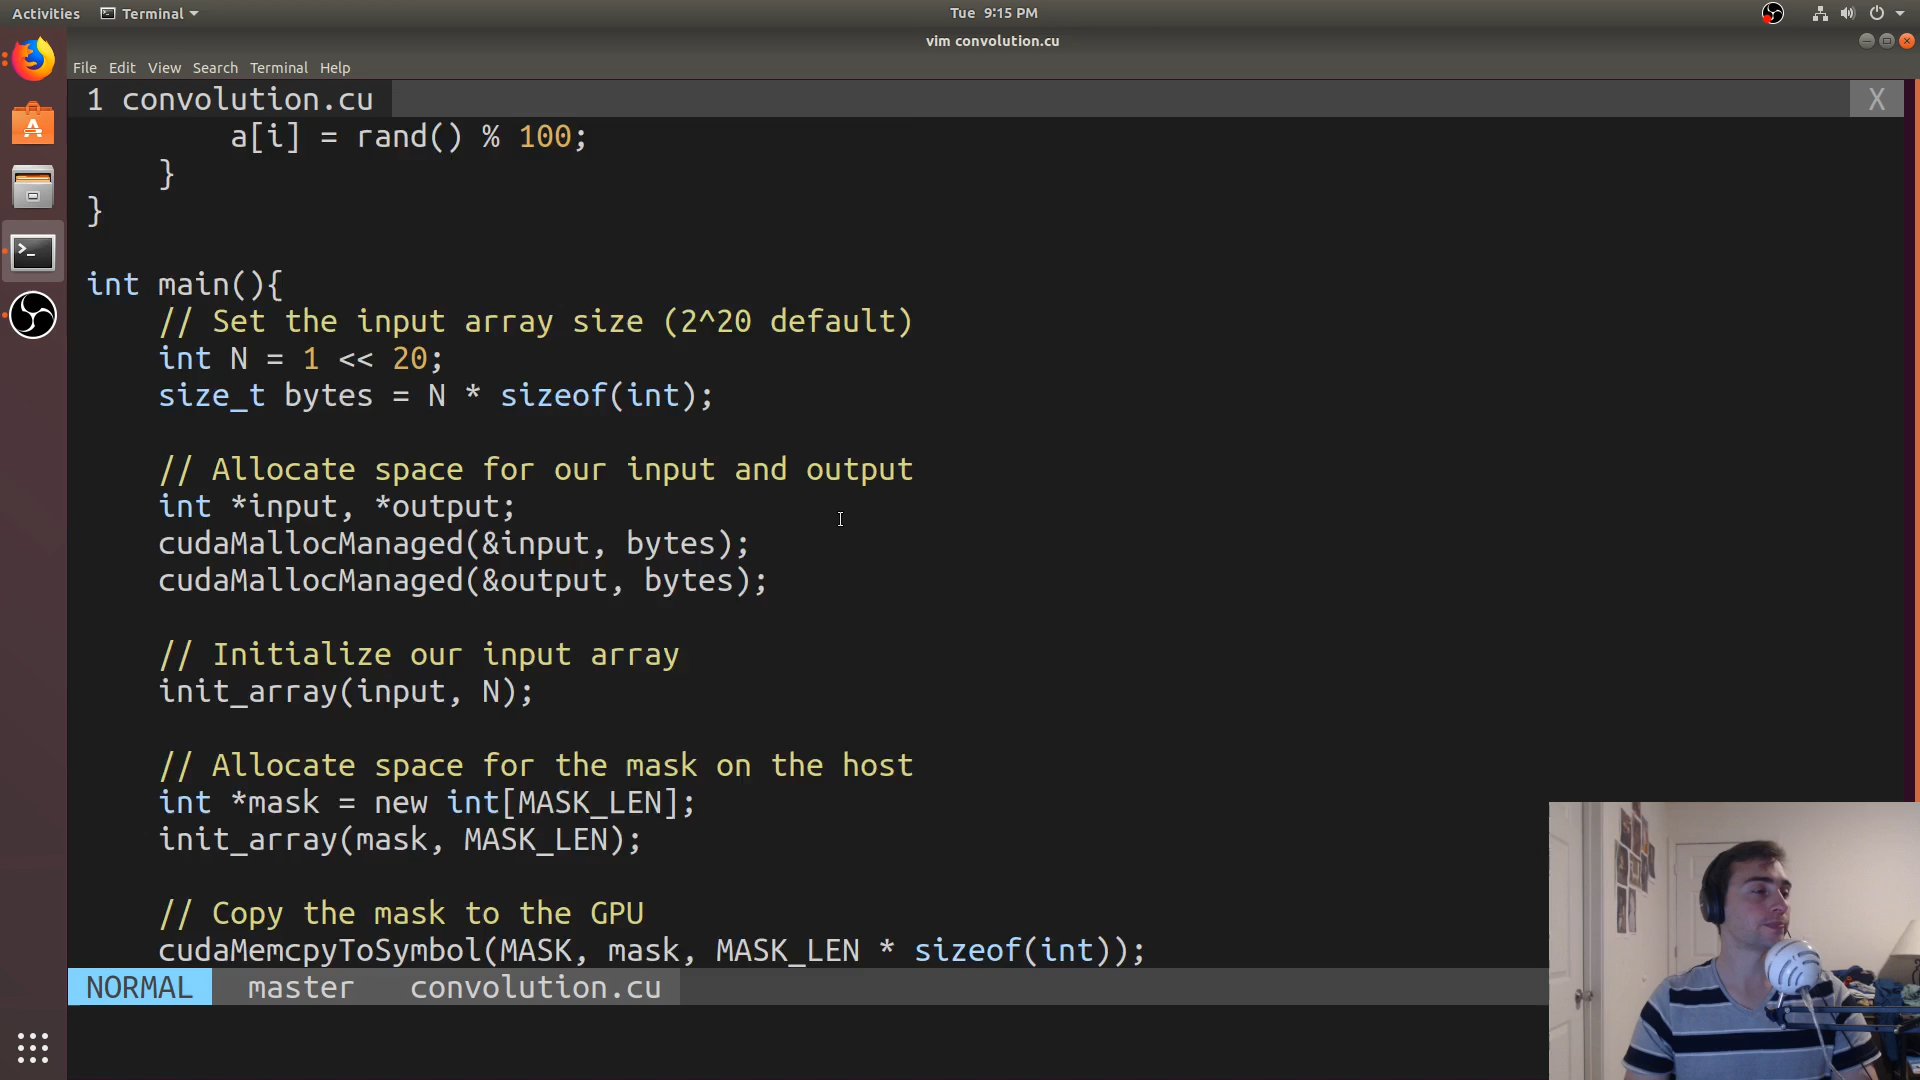 Activities Terminal Tue 9:15 PM
vim convolution.cu
File Edit View Search Terminal Help
1 convolution.cu X
a[i] = rand() % 100;
}
}
int main(){
// Set the input array size (2^20 default)
int N = 1 << 20;
size_t bytes = N * sizeof(int);
// Allocate space for our input and output
int *input, *output;
cudaMallocManaged(&input, bytes);
cudaMallocManaged(&output, bytes);
// Initialize our input array
init_array(input, N);
// Allocate space for the mask on the host
int *mask = new int[MASK_LEN];
init_array(mask, MASK_LEN);
// Copy the mask to the GPU
cudaMemcpyToSymbol(MASK, mask, MASK_LEN * sizeof(int));
NORMAL master convolution.cu